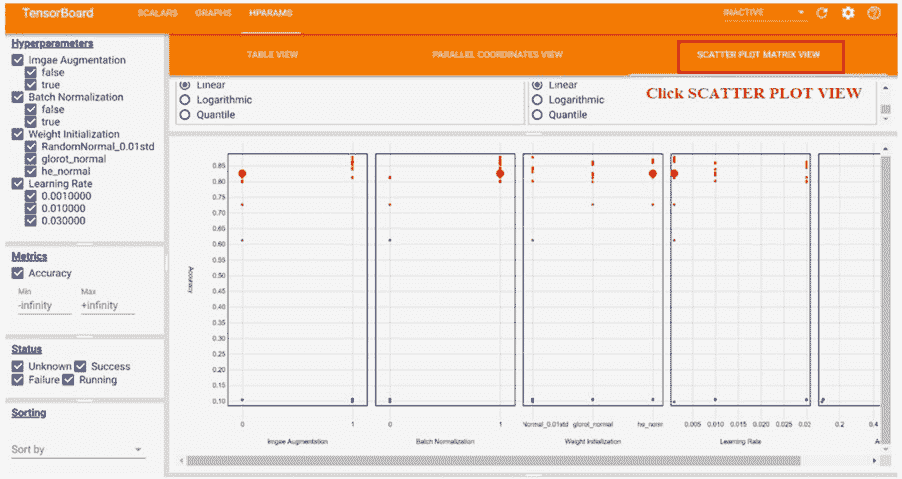 TensorBoard SCALARS GRAPHS HPARAMS INACTIVE
TABLE VIEW PARALLEL COORDINATES VIEW SCATTER PLOT MATRIX VIEW
Click SCATTER PLOT VIEW
Hyperparameters
Imgae Augmentation
false
true
Batch Normalization
false
true
Weight Initialization
RandomNormal_0.01std
glorot_normal
he_normal
Learning Rate
0.0010000
0.010000
0.030000
Metrics
Accuracy
Min Max
-infinity +infinity
Status
Unknown Success
Failure Running
Sorting
Sort by
Linear
Logarithmic
Quantile
Linear
Logarithmic
Quantile
Accuracy
0.85
0.80
0.75
0.70
0.65
0.60
0.55
0.50
0.45
0.40
0.35
0.30
0.25
0.20
0.15
0.10
0 1
Imgae Augmentation
0 1
Batch Normalization
Normal_0.01std glorot_normal he_norm
Weight Initialization
0.005 0.010 0.015 0.020 0.025 0.03
Learning Rate
0.2 0.4
A